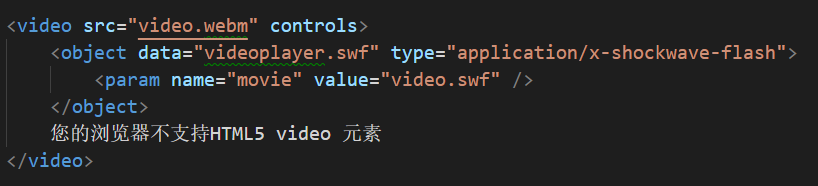 <video src="video.webm" controls>
<object data="videoplayer.swf" type="application/x-shockwave-flash">
<param name="movie" value="video.swf" />
</object>
您的浏览器不支持HTML5 video 元素
</video>